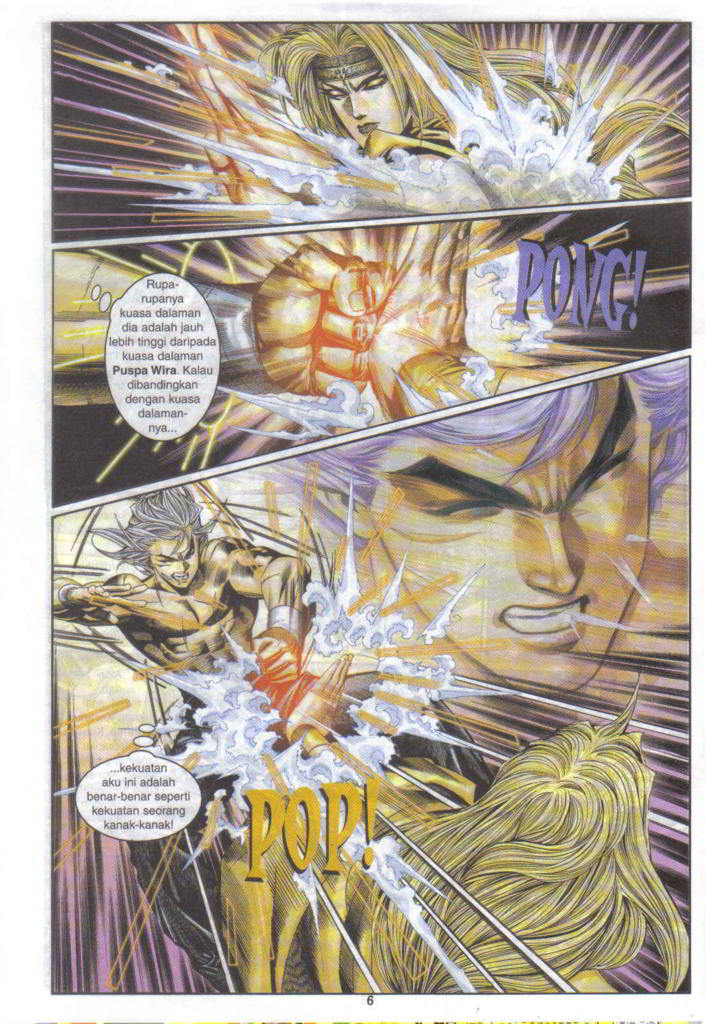 PONG!
Rupa-
rupanya
kuasa dalaman
dia adalah jauh
lebih tinggi daripada
kuasa dalaman
Puspa Wira. Kalau
dibandingkan
dengan kuasa
dalaman-
nya...
...kekuatan
aku ini adalah
benar-benar seperti
kekuatan seorang
kanak-kanak!
POP!
6